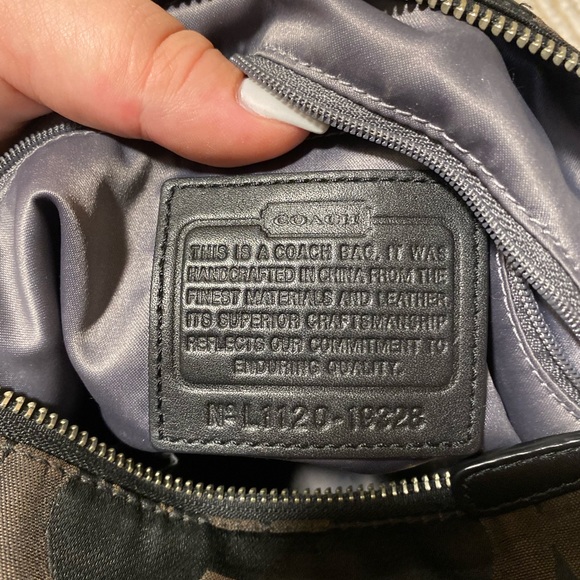 COACH
THIS IS A COACH BAG. IT WAS
HANDCRAFTED IN CHINA FROM THE
FINEST MATERIALS AND LEATHER.
ITS SUPERIOR CRAFTSMANSHIP
REFLECTS OUR COMMITMENT TO
ENDURING QUALITY.
Nº L1120-19328